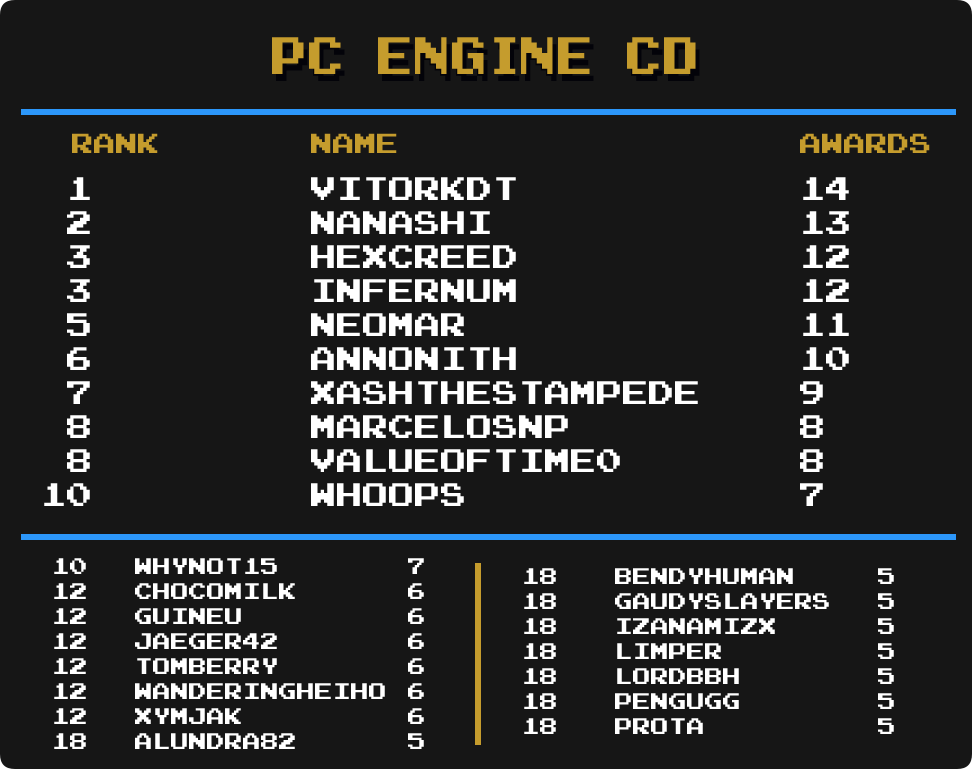 PC ENGINE CD
RANK NAME AWARDS
1 VITORKDT 14
2 NANASHI 13
3 HEXCREED 12
3 INFERNUM 12
5 NEOMAR 11
6 ANNONITH 10
7 XASHTHESTAMPEDE 9
8 MARCELOSNP 8
8 VALUEOFTIME0 8
10 WHOOPS 7
10 WHYNOT15 7
12 CHOCOMILK 6
12 GUINEU 6
12 JAEGER42 6
12 TOMBERRY 6
12 WANDERINGHEIHO 6
12 XYMJAK 6
18 ALUNDRA82 5
18 BENDYHUMAN 5
18 GAUDYSLAYERS 5
18 IZANAMIZX 5
18 LIMPER 5
18 LORDBBH 5
18 PENGUGG 5
18 PROTA 5